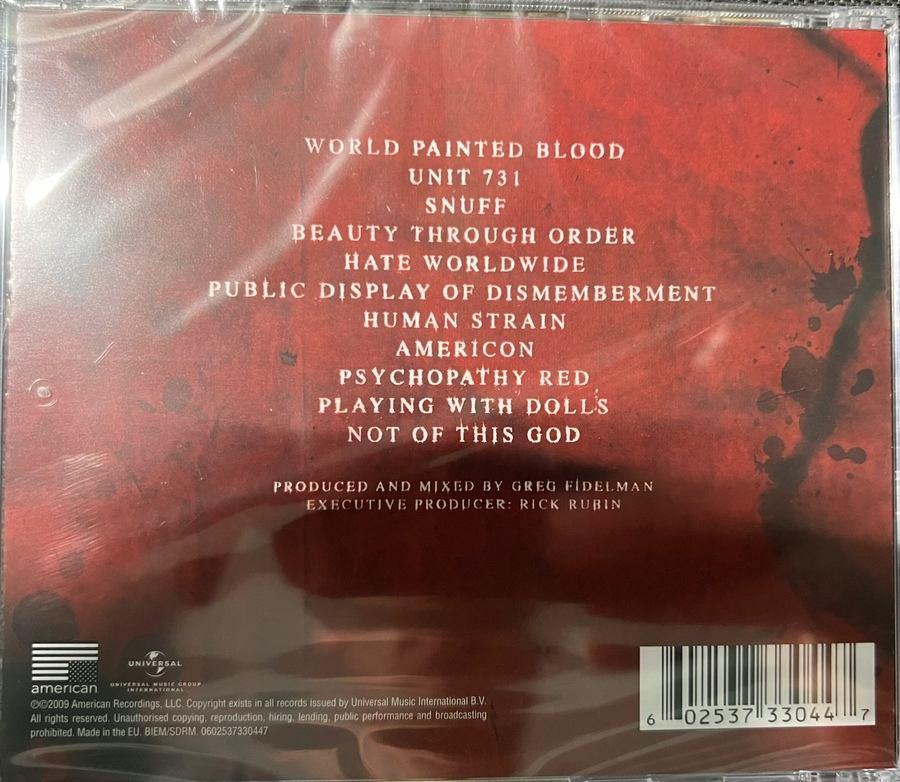 WORLD PAINTED BLOOD
UNIT 731
SNUFF
BEAUTY THROUGH ORDER
HATE WORLDWIDE
PUBLIC DISPLAY OF DISMEMBERMENT
HUMAN STRAIN
AMERICON
PSYCHOPATHY RED
PLAYING WITH DOLLS
NOT OF THIS GOD
PRODUCED AND MIXED BY GREG FIDELMAN
EXECUTIVE PRODUCER: RICK RUBIN
american
UNIVERSAL
UNIVERSAL MUSIC GROUP
INTERNATIONAL
℗©2009 American Recordings, LLC. Copyright exists in all records issued by Universal Music International B.V.
All rights reserved. Unauthorised copying, reproduction, hiring, lending, public performance and broadcasting
prohibited. Made in the EU. BIEM/SDRM. 0602537330447
6 02537 33044 7